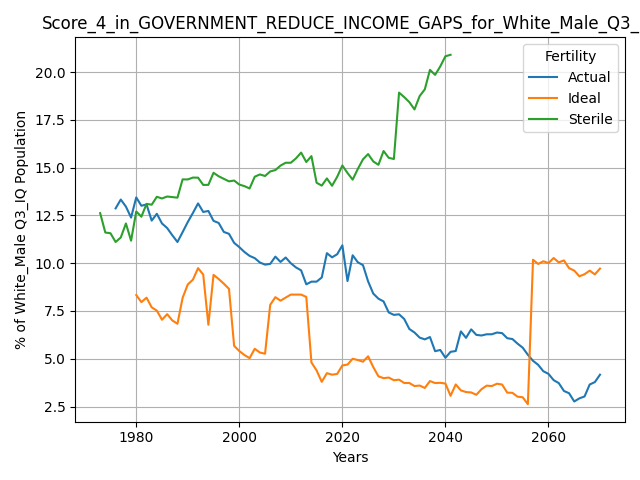 Score_4_in_GOVERNMENT_REDUCE_INCOME_GAPS_for_White_Male_Q3_
Fertility
Actual
Ideal
Sterile
% of White_Male Q3_IQ Population
20.0
17.5
15.0
12.5
10.0
7.5
5.0
2.5
1980 2000 2020 2040 2060
Years